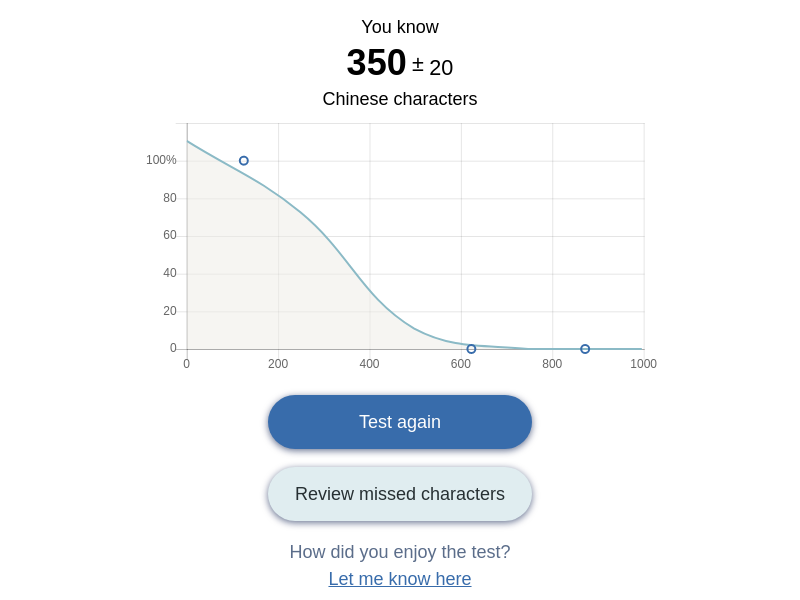 You know
350 ± 20
Chinese characters
100%
80
60
40
20
0
0 200 400 600 800 1000
Test again
Review missed characters
How did you enjoy the test?
Let me know here